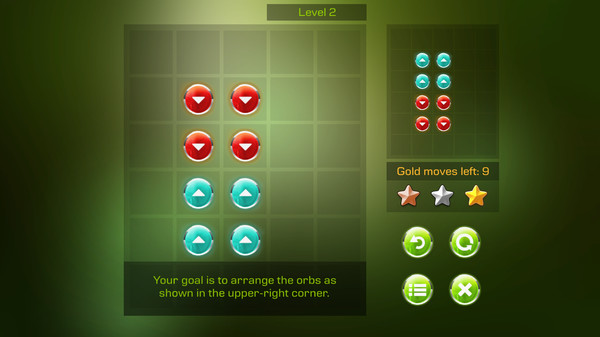 Level 2
Gold moves left: 9
Your goal is to arrange the orbs as
shown in the upper-right corner.